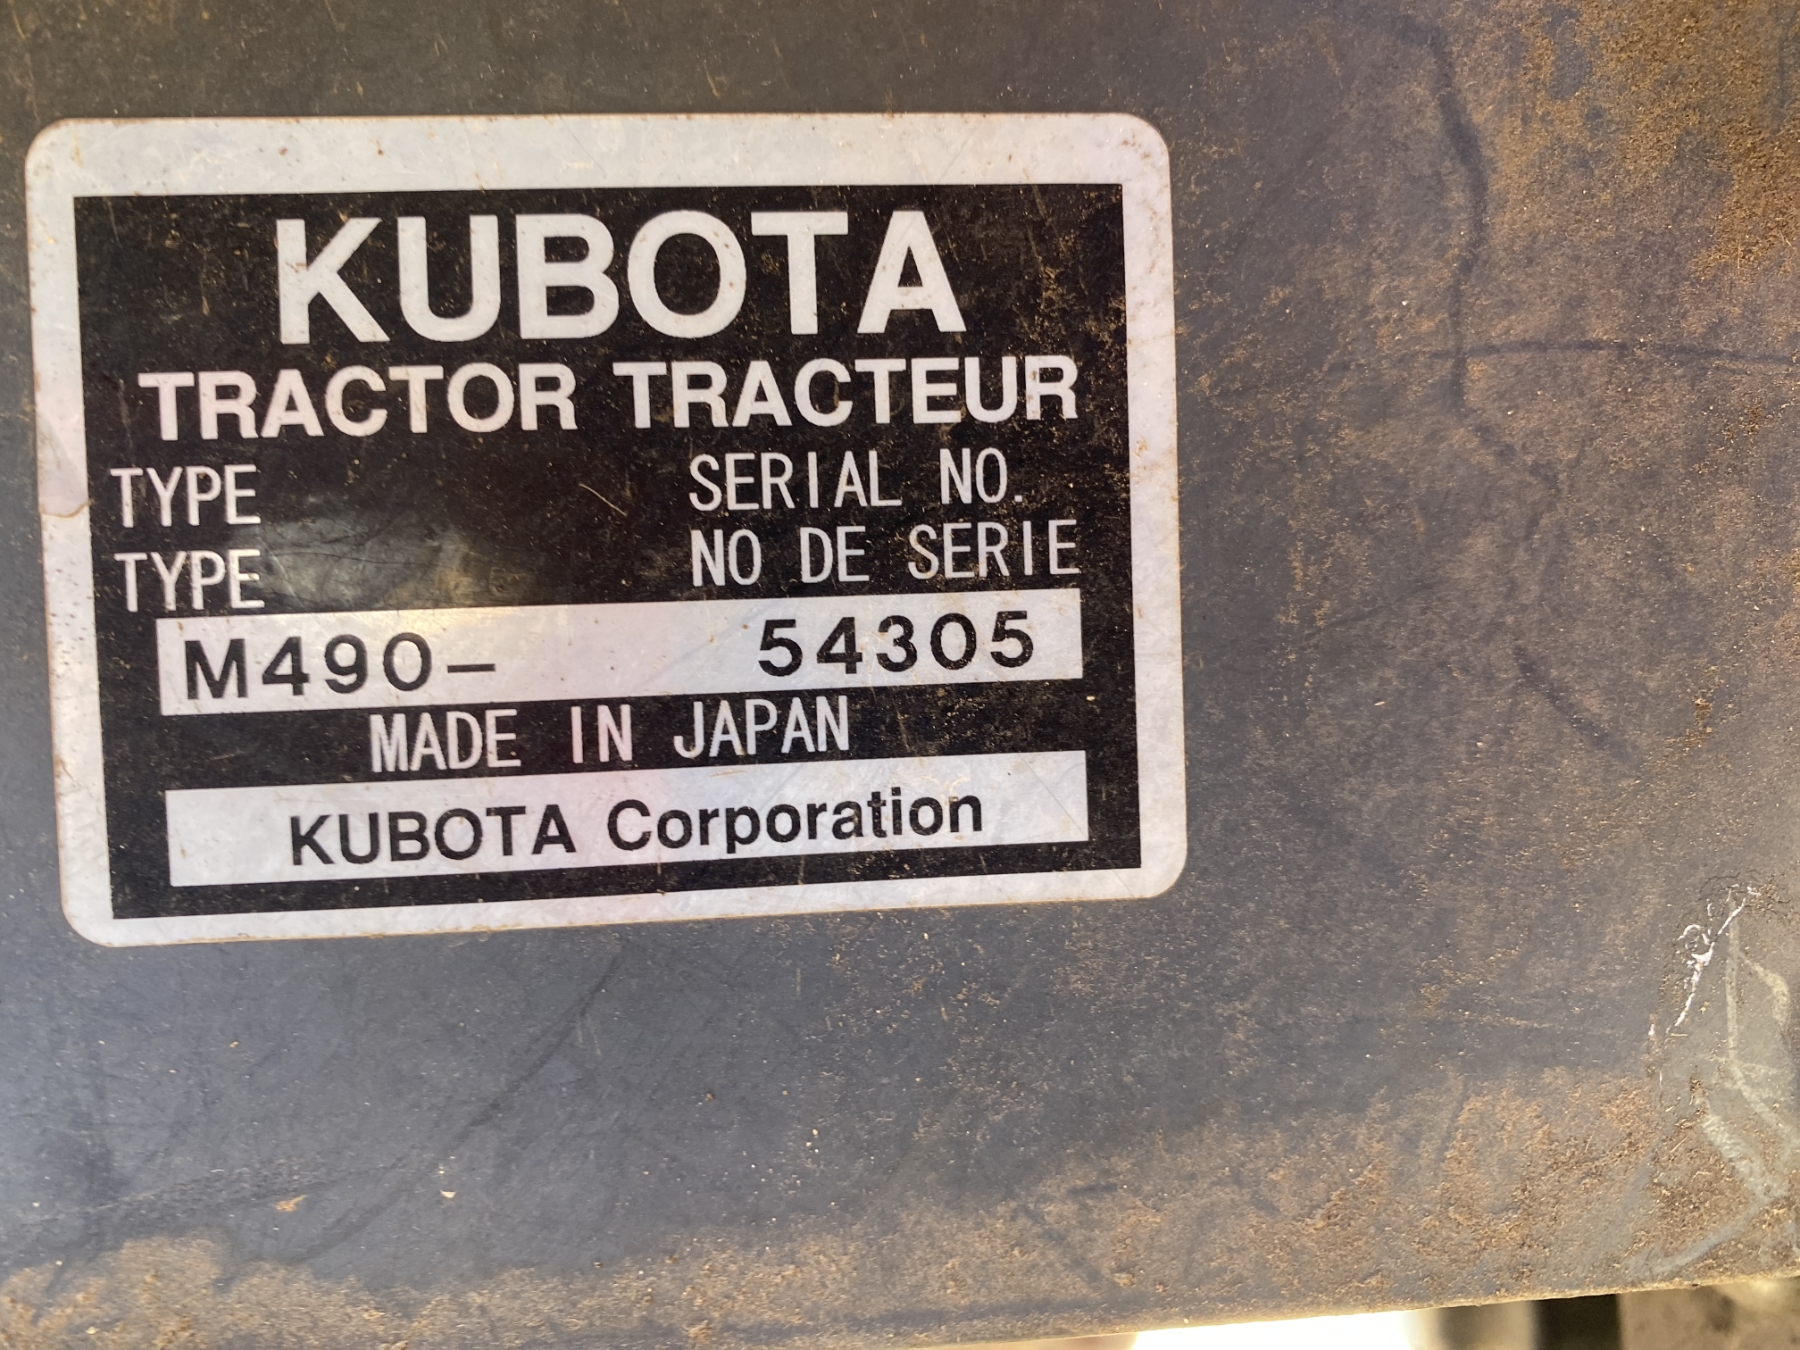 KUBOTA
TRACTOR TRACTEUR
TYPE SERIAL NO.
TYPE NO DE SERIE
M490- 54305
MADE IN JAPAN
KUBOTA Corporation